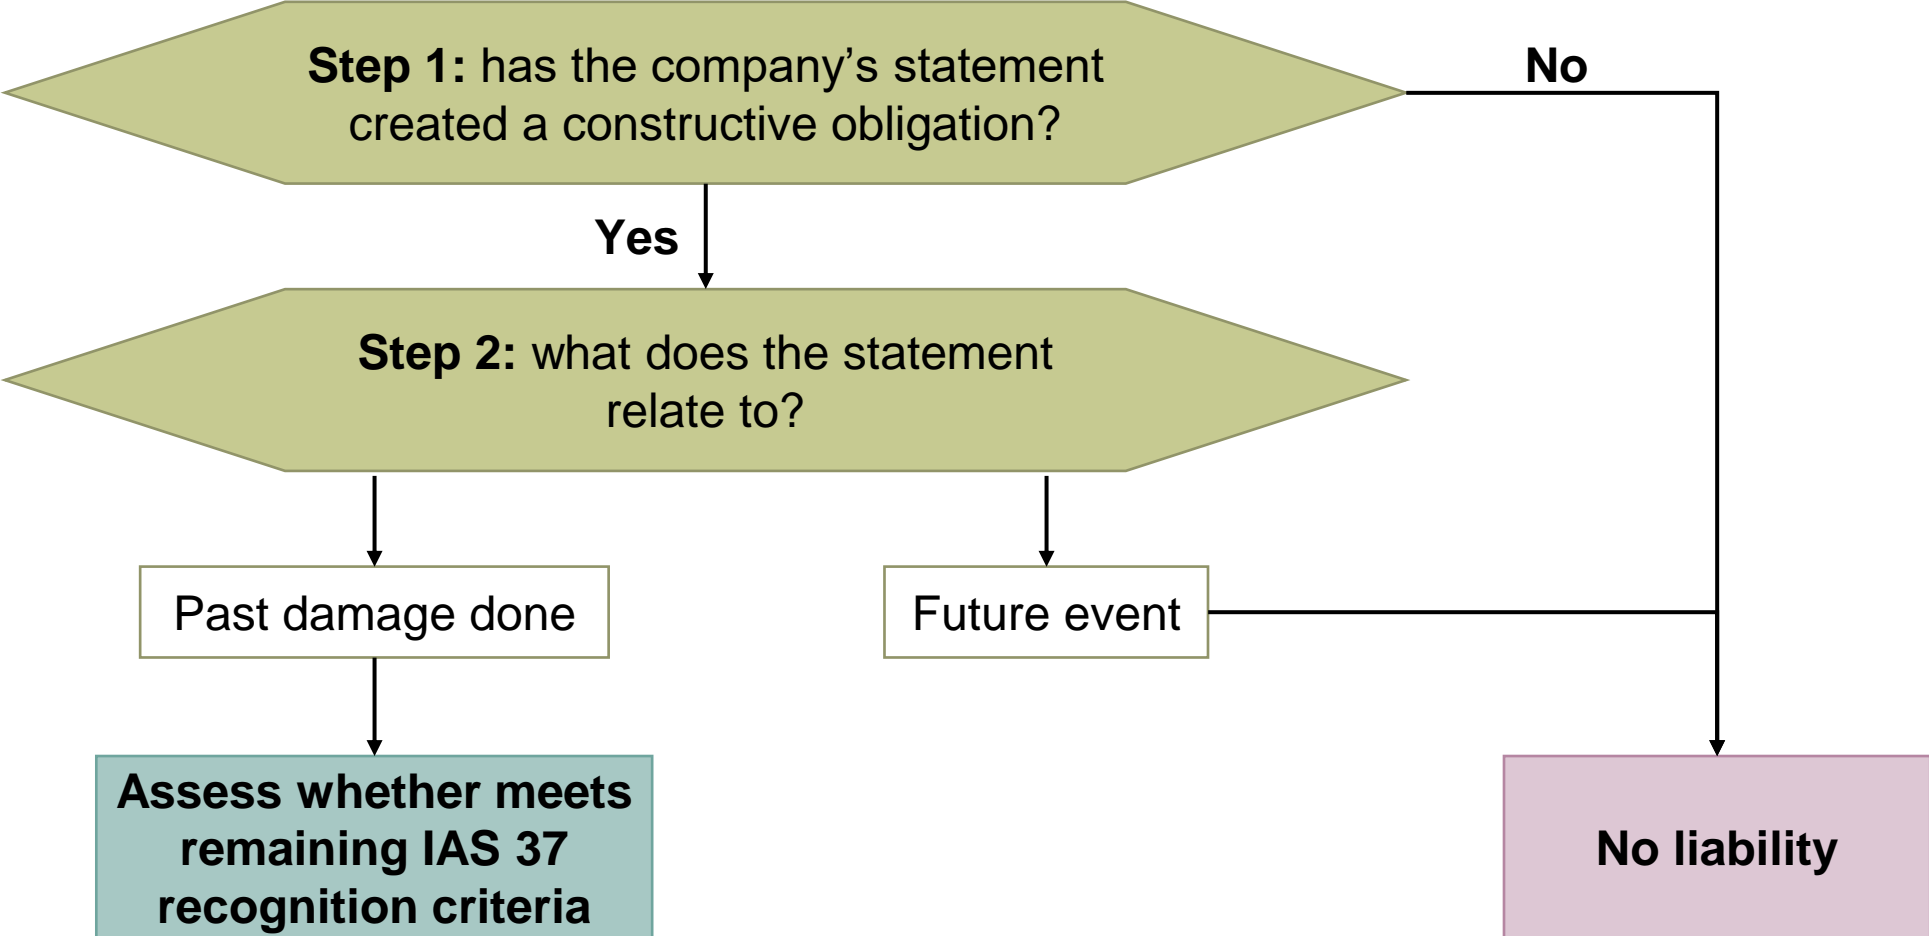 Step 1: has the company’s statement
created a constructive obligation?
No
Yes
Step 2: what does the statement
relate to?
Past damage done
Future event
Assess whether meets
remaining IAS 37
recognition criteria
No liability